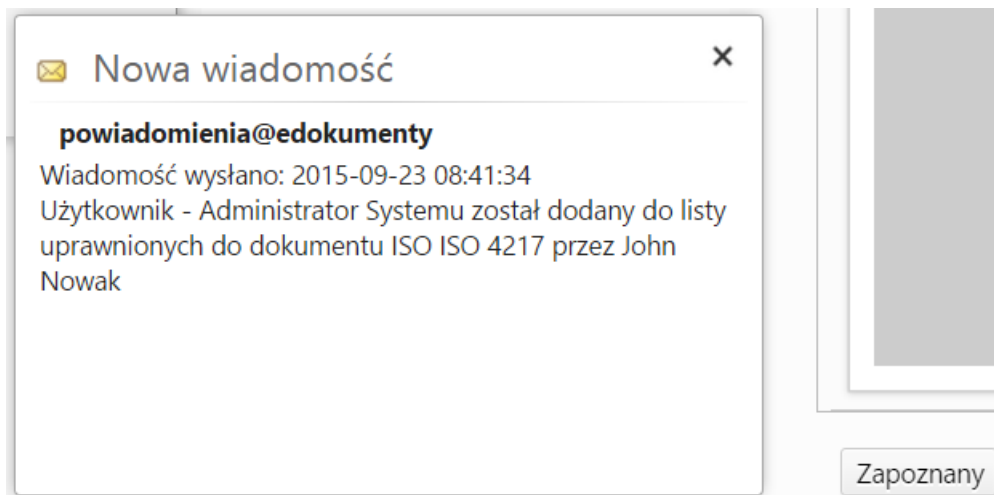 Nowa wiadomość
powiadomienia@edokumenty
Wiadomość wysłano: 2015-09-23 08:41:34
Użytkownik - Administrator Systemu został dodany do listy
uprawnionych do dokumentu ISO ISO 4217 przez John
Nowak
Zapoznany